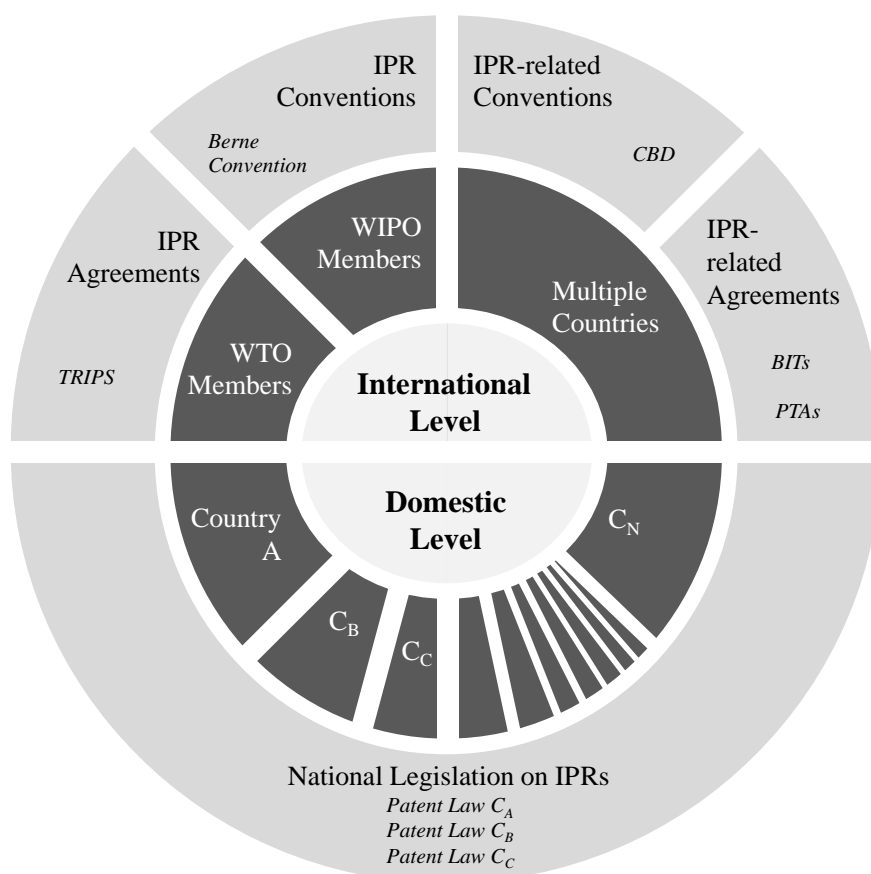 IPR
Conventions
Berne
Convention
IPR-related
Conventions
CBD
IPR
Agreements
TRIPS
IPR-
related
Agreements
BITs
PTAs
WIPO
Members
WTO
Members
Multiple
Countries
International
Level
Domestic
Level
Country
A
C_B
C_C
C_N
National Legislation on IPRs
Patent Law C_A
Patent Law C_B
Patent Law C_C